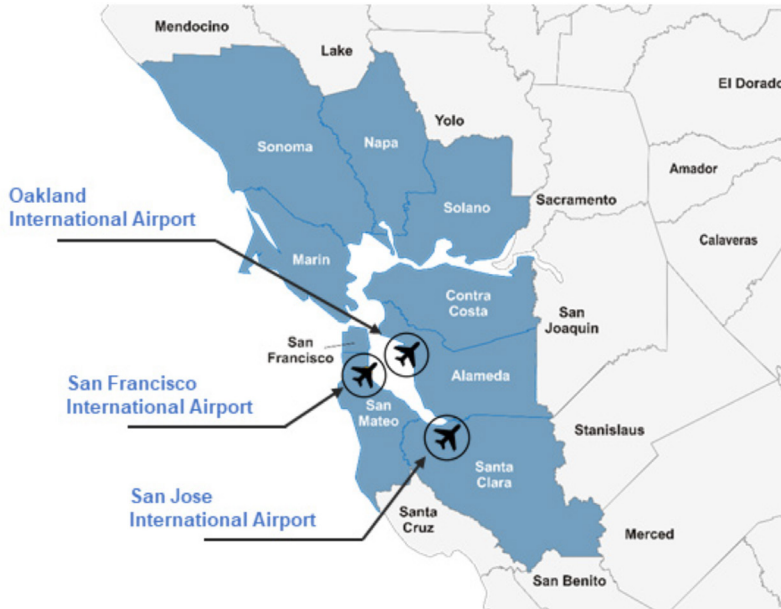 Mendocino
Lake
El Dorado
Yolo
Sonoma
Napa
Amador
Oakland
International Airport
Solano
Sacramento
Calaveras
Marin
Contra
Costa
San
Joaquin
San
Francisco
San Francisco
International Airport
Alameda
San
Mateo
Stanislaus
Santa
Clara
San Jose
International Airport
Santa
Cruz
Merced
San Benito